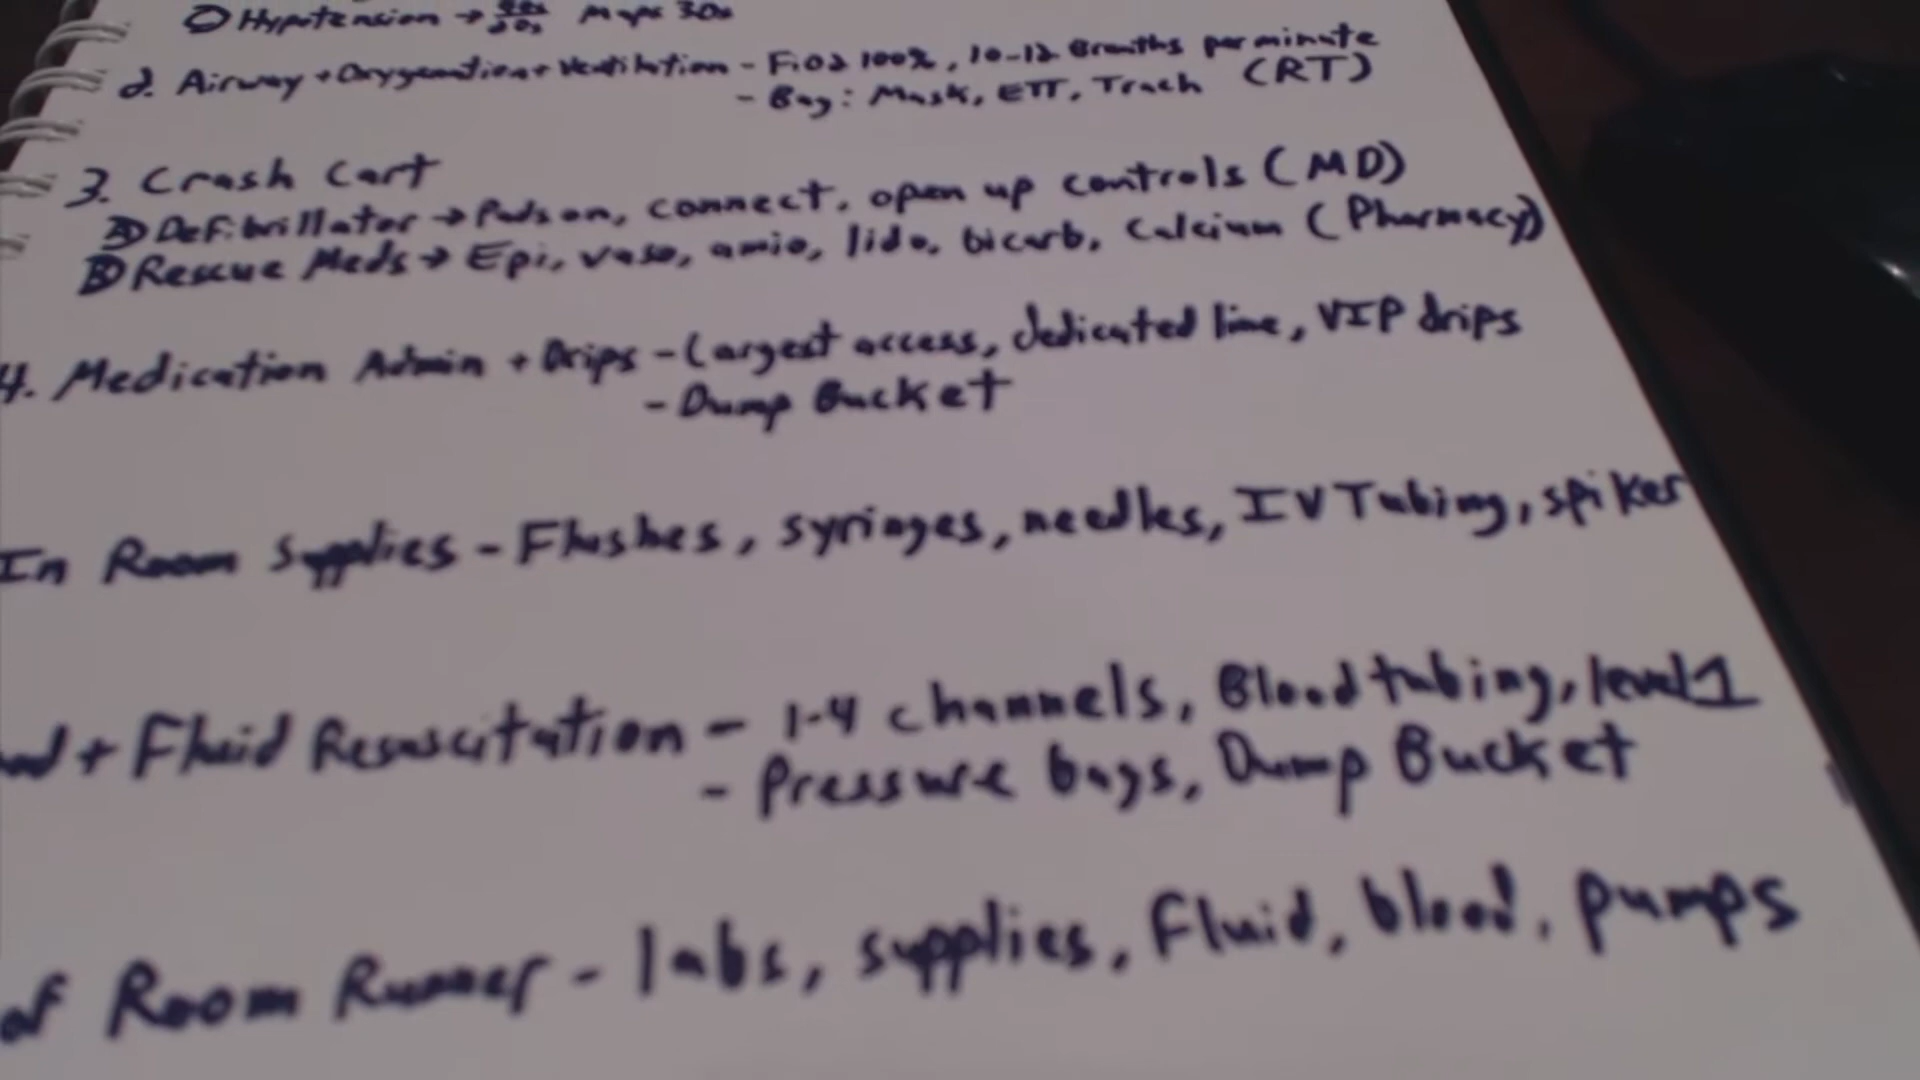 Hypotension → Maps 30s
2. Airway + Oxygenation + Ventilation - FiO2 100%, 10-12 Breaths per minute
- Bag: Mask, ETT, Trach (RT)
3. Crash Cart
A) Defibrillator → Pads on, connect, open up controls (MD)
B) Rescue Meds → Epi, vaso, amio, lido, bicarb, Calcium (Pharmacy)
4. Medication Admin + Drips - Largest access, dedicated line, VIP drips
- Dump Bucket
In Room Supplies - Flushes, syringes, needles, IV Tubing, spiker
+ Fluid Resuscitation - 1-4 channels, Blood tubing, level 1
- Pressure bags, Dump Bucket
of Room Runner - labs, supplies, Fluid, blood, pumps